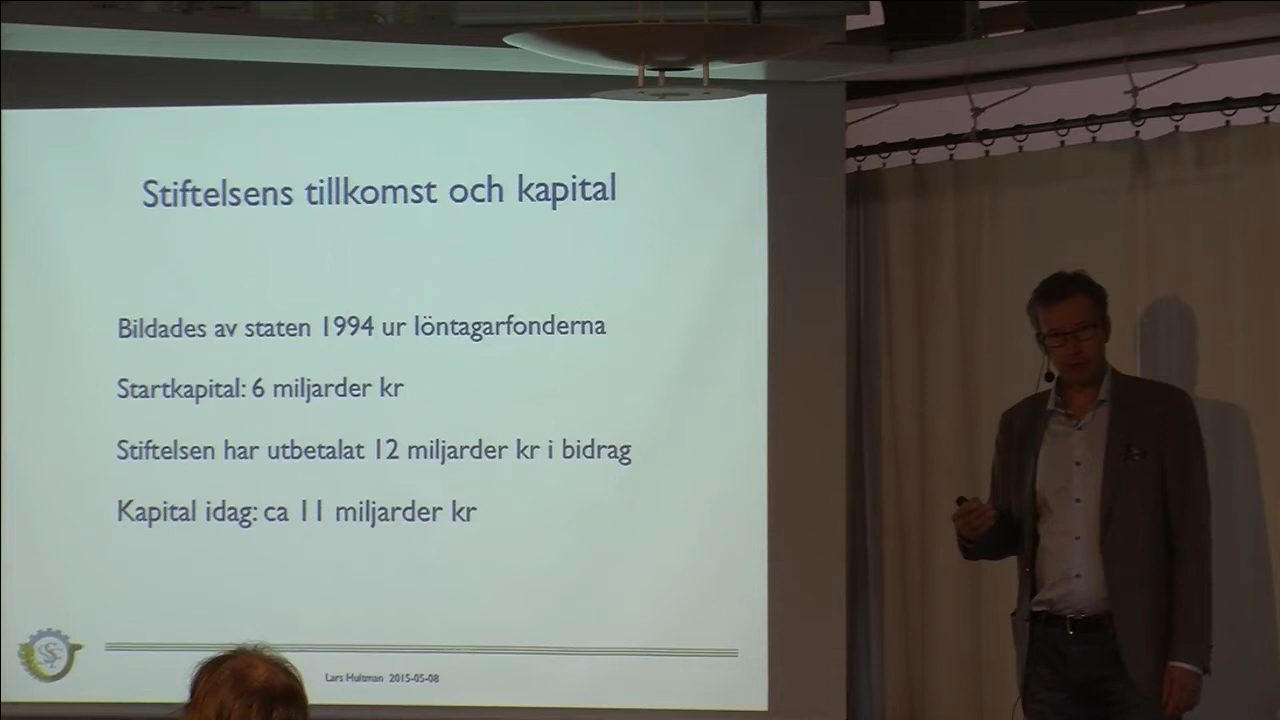 Stiftelsens tillkomst och kapital
Bildades av staten 1994 ur löntagarfonderna
Startkapital: 6 miljarder kr
Stiftelsen har utbetalat 12 miljarder kr i bidrag
Kapital idag: ca 11 miljarder kr
SSF
Lars Hultman 2015-05-08